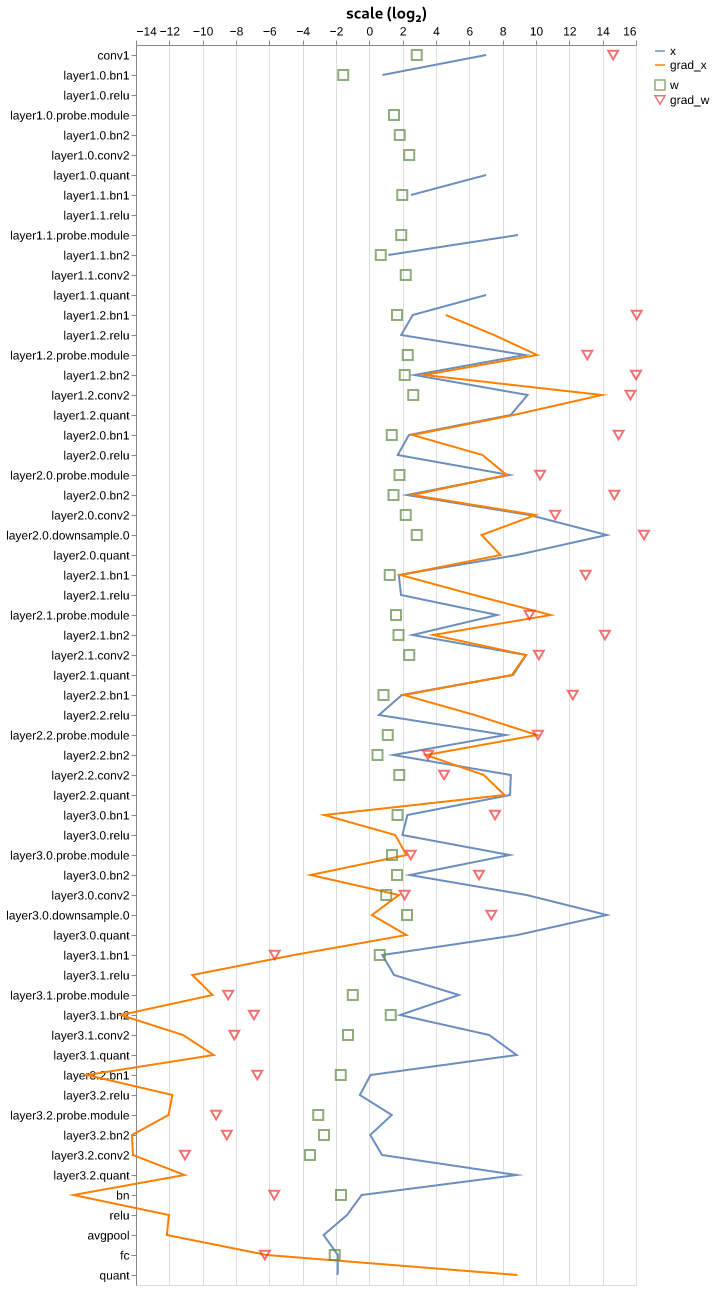 scale (log₂)
−14 −12 −10 −8 −6 −4 −2 0 2 4 6 8 10 12 14 16
x
grad_x
w
grad_w
conv1
layer1.0.bn1
layer1.0.relu
layer1.0.probe.module
layer1.0.bn2
layer1.0.conv2
layer1.0.quant
layer1.1.bn1
layer1.1.relu
layer1.1.probe.module
layer1.1.bn2
layer1.1.conv2
layer1.1.quant
layer1.2.bn1
layer1.2.relu
layer1.2.probe.module
layer1.2.bn2
layer1.2.conv2
layer1.2.quant
layer2.0.bn1
layer2.0.relu
layer2.0.probe.module
layer2.0.bn2
layer2.0.conv2
layer2.0.downsample.0
layer2.0.quant
layer2.1.bn1
layer2.1.relu
layer2.1.probe.module
layer2.1.bn2
layer2.1.conv2
layer2.1.quant
layer2.2.bn1
layer2.2.relu
layer2.2.probe.module
layer2.2.bn2
layer2.2.conv2
layer2.2.quant
layer3.0.bn1
layer3.0.relu
layer3.0.probe.module
layer3.0.bn2
layer3.0.conv2
layer3.0.downsample.0
layer3.0.quant
layer3.1.bn1
layer3.1.relu
layer3.1.probe.module
layer3.1.bn2
layer3.1.conv2
layer3.1.quant
layer3.2.bn1
layer3.2.relu
layer3.2.probe.module
layer3.2.bn2
layer3.2.conv2
layer3.2.quant
bn
relu
avgpool
fc
quant